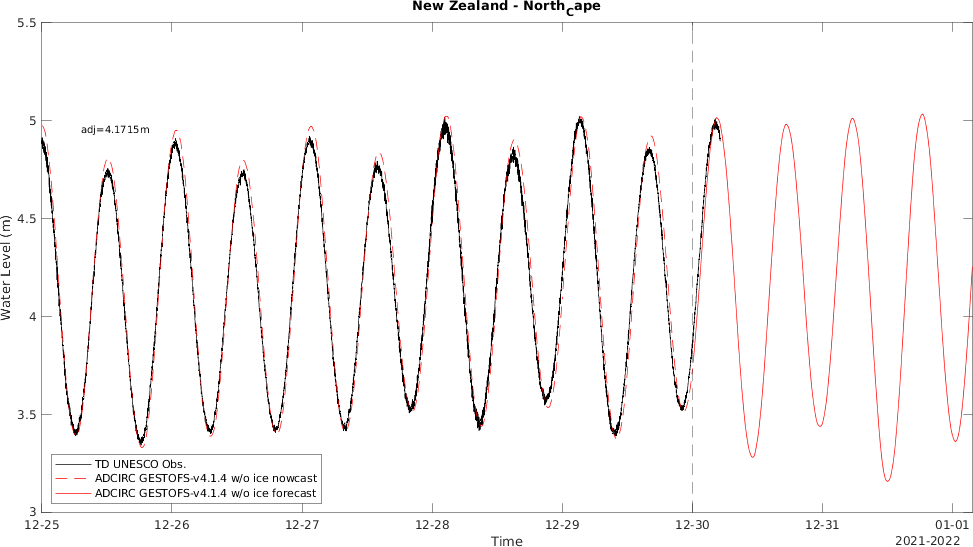 New Zealand - NorthCape
5.5
5
4.5
4
3.5
3
Water Level (m)
adj=4.1715m
TD UNESCO Obs.
ADCIRC GESTOFS-v4.1.4 w/o ice nowcast
ADCIRC GESTOFS-v4.1.4 w/o ice forecast
12-25 12-26 12-27 12-28 12-29 12-30 12-31 01-01
Time
2021-2022